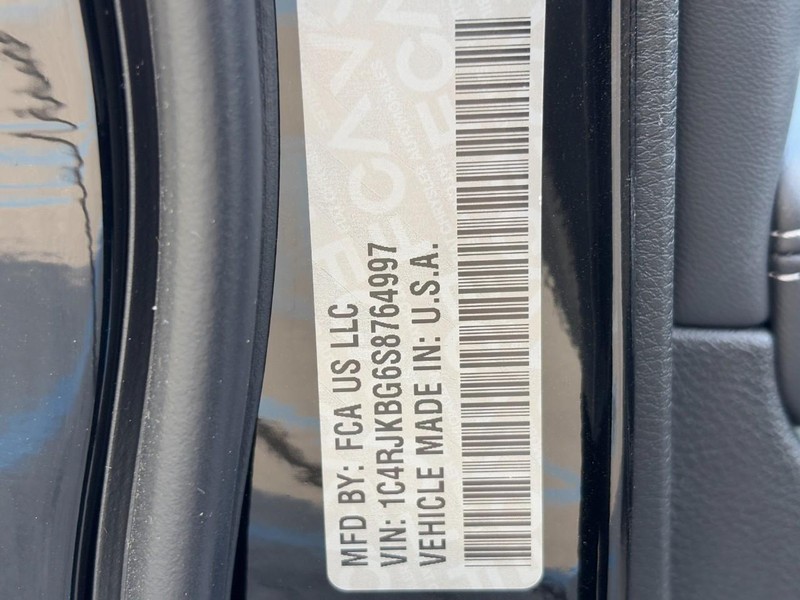 MFD BY: FCA US LLC
VIN: 1C4RJKBG6S8764997
VEHICLE MADE IN: U.S.A.